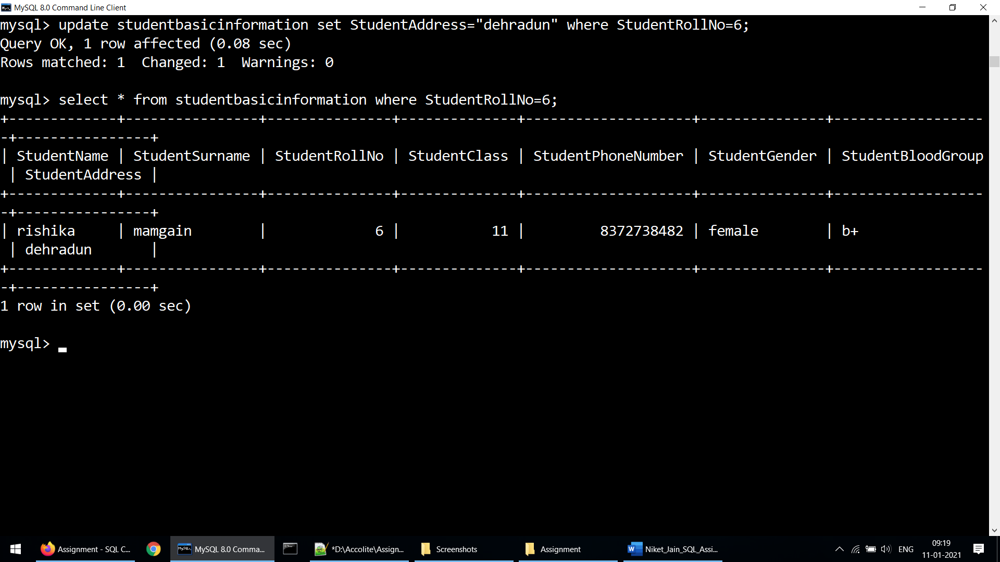 MySQL 8.0 Command Line Client
mysql> update studentbasicinformation set StudentAddress="dehradun" where StudentRollNo=6;
Query OK, 1 row affected (0.08 sec)
Rows matched: 1  Changed: 1  Warnings: 0
mysql> select * from studentbasicinformation where StudentRollNo=6;
+-------------+----------------+---------------+--------------+--------------------+---------------+------------------
-+----------------+
| StudentName | StudentSurname | StudentRollNo | StudentClass | StudentPhoneNumber | StudentGender | StudentBloodGroup
 | StudentAddress |
+-------------+----------------+---------------+--------------+--------------------+---------------+------------------
-+----------------+
| rishika     | mamgain        |             6 |           11 |         8372738482 | female        | b+
 | dehradun       |
+-------------+----------------+---------------+--------------+--------------------+---------------+------------------
-+----------------+
1 row in set (0.00 sec)
mysql>
Assignment - SQL C... MySQL 8.0 Comma... *D:\Accolite\Assign... Screenshots Assignment Niket_Jain_SQL_Assi... ENG 09:19
11-01-2021